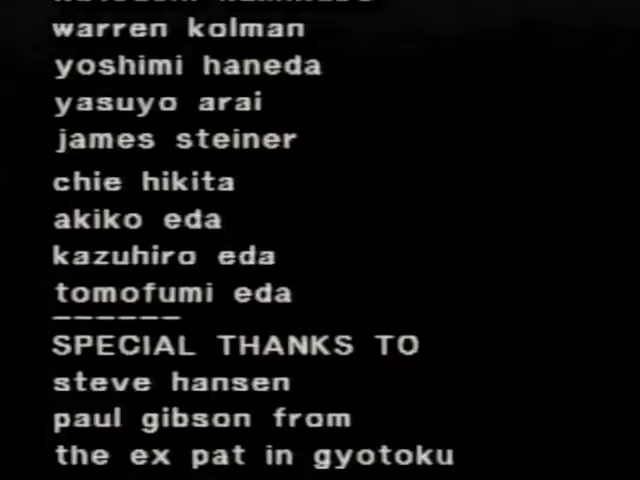 warren kolman
yoshimi haneda
yasuyo arai
james steiner
chie hikita
akiko eda
kazuhiro eda
tomofumi eda
------
SPECIAL THANKS TO
steve hansen
paul gibson from
the ex pat in gyotoku